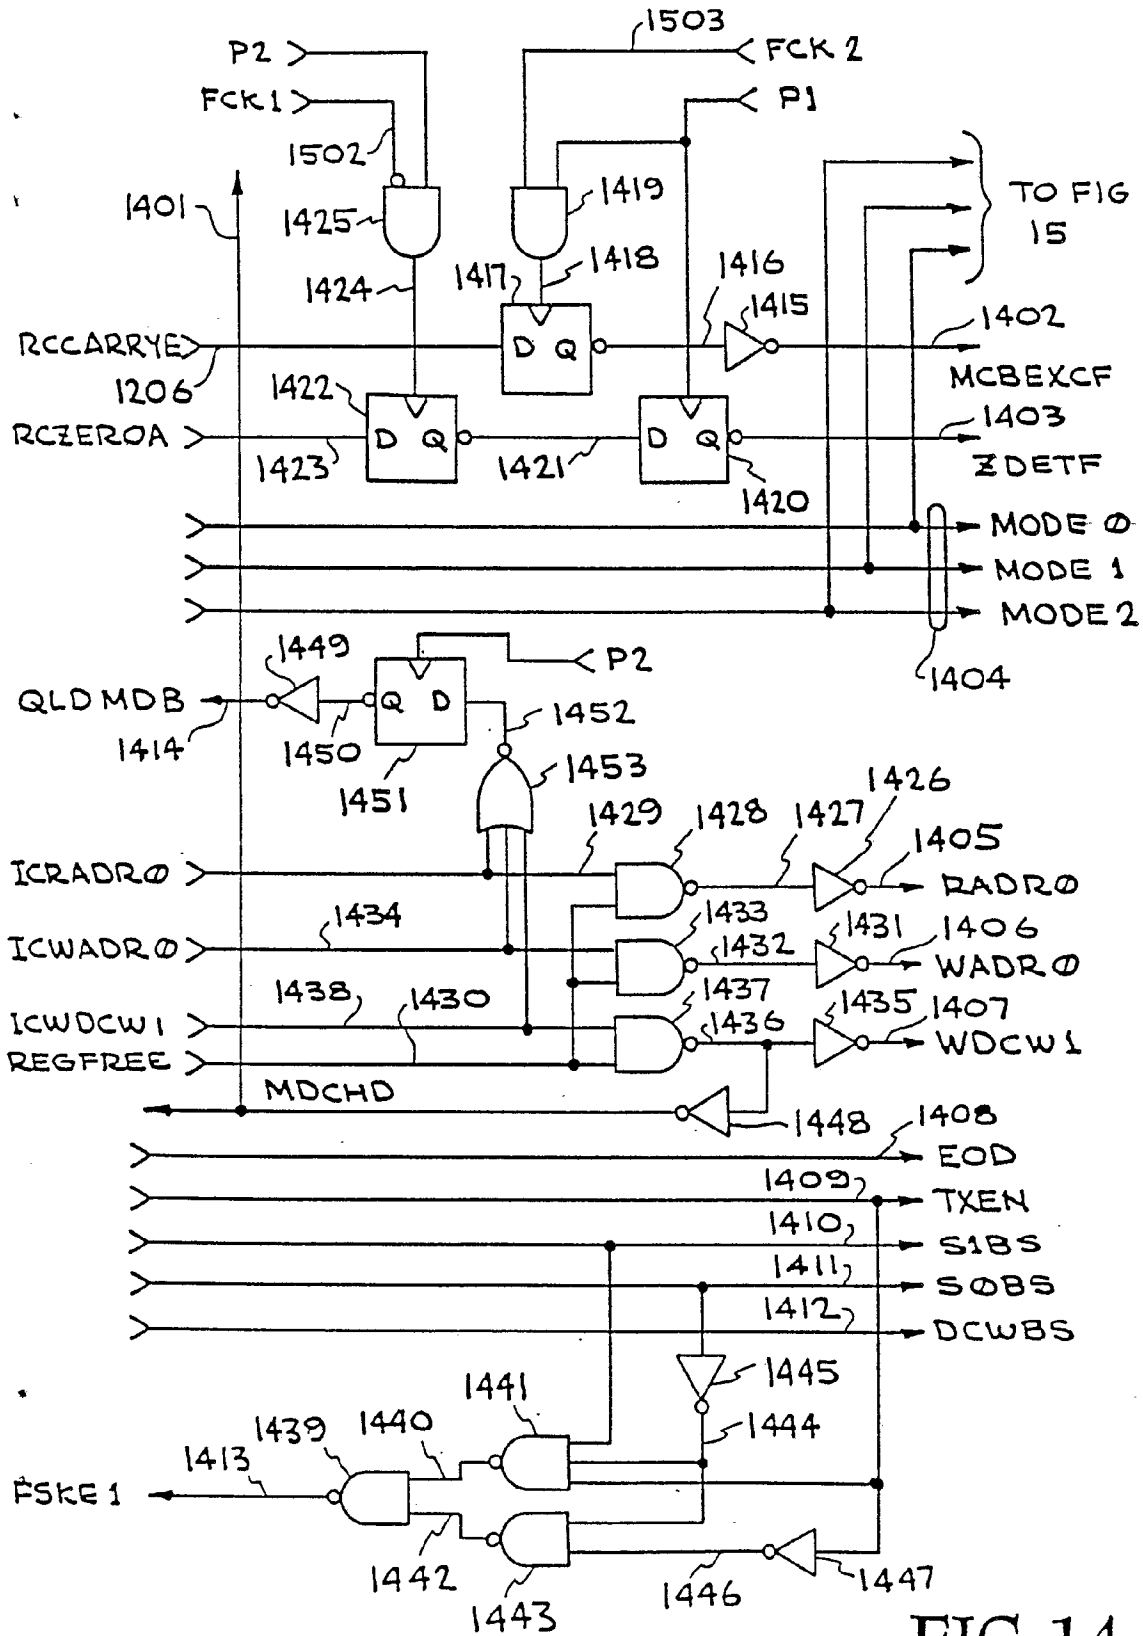 1503
P2
FCK 2
FCK 1
P1
1502
1419
TO FIG
15
1401
1425
1417
1418
1416
1415
1424
1402
RCCARRYE
D Q
MCBEXCF
1206
1422
1403
RCZEROA
D Q
D Q
ZDETF
1423
1421
1420
MODE Ø
MODE 1
MODE 2
1449
P2
1404
QLDMDB
Q D
1452
1414
1450
1451
1453
1426
1429
1428
1427
1405
ICRADRØ
RADRØ
1434
1433
1431
1406
ICWADRØ
1432
WADRØ
1438
1430
1437
1435
1407
ICWDCW1
1436
WDCW1
REGFREE
MDCHD
1448
1408
EOD
1409
TXEN
1410
S1BS
1411
SØBS
1412
DCWBS
1445
1441
1439
1440
1444
1413
FSKE1
1442
1443
1446
1447
FIG. 14